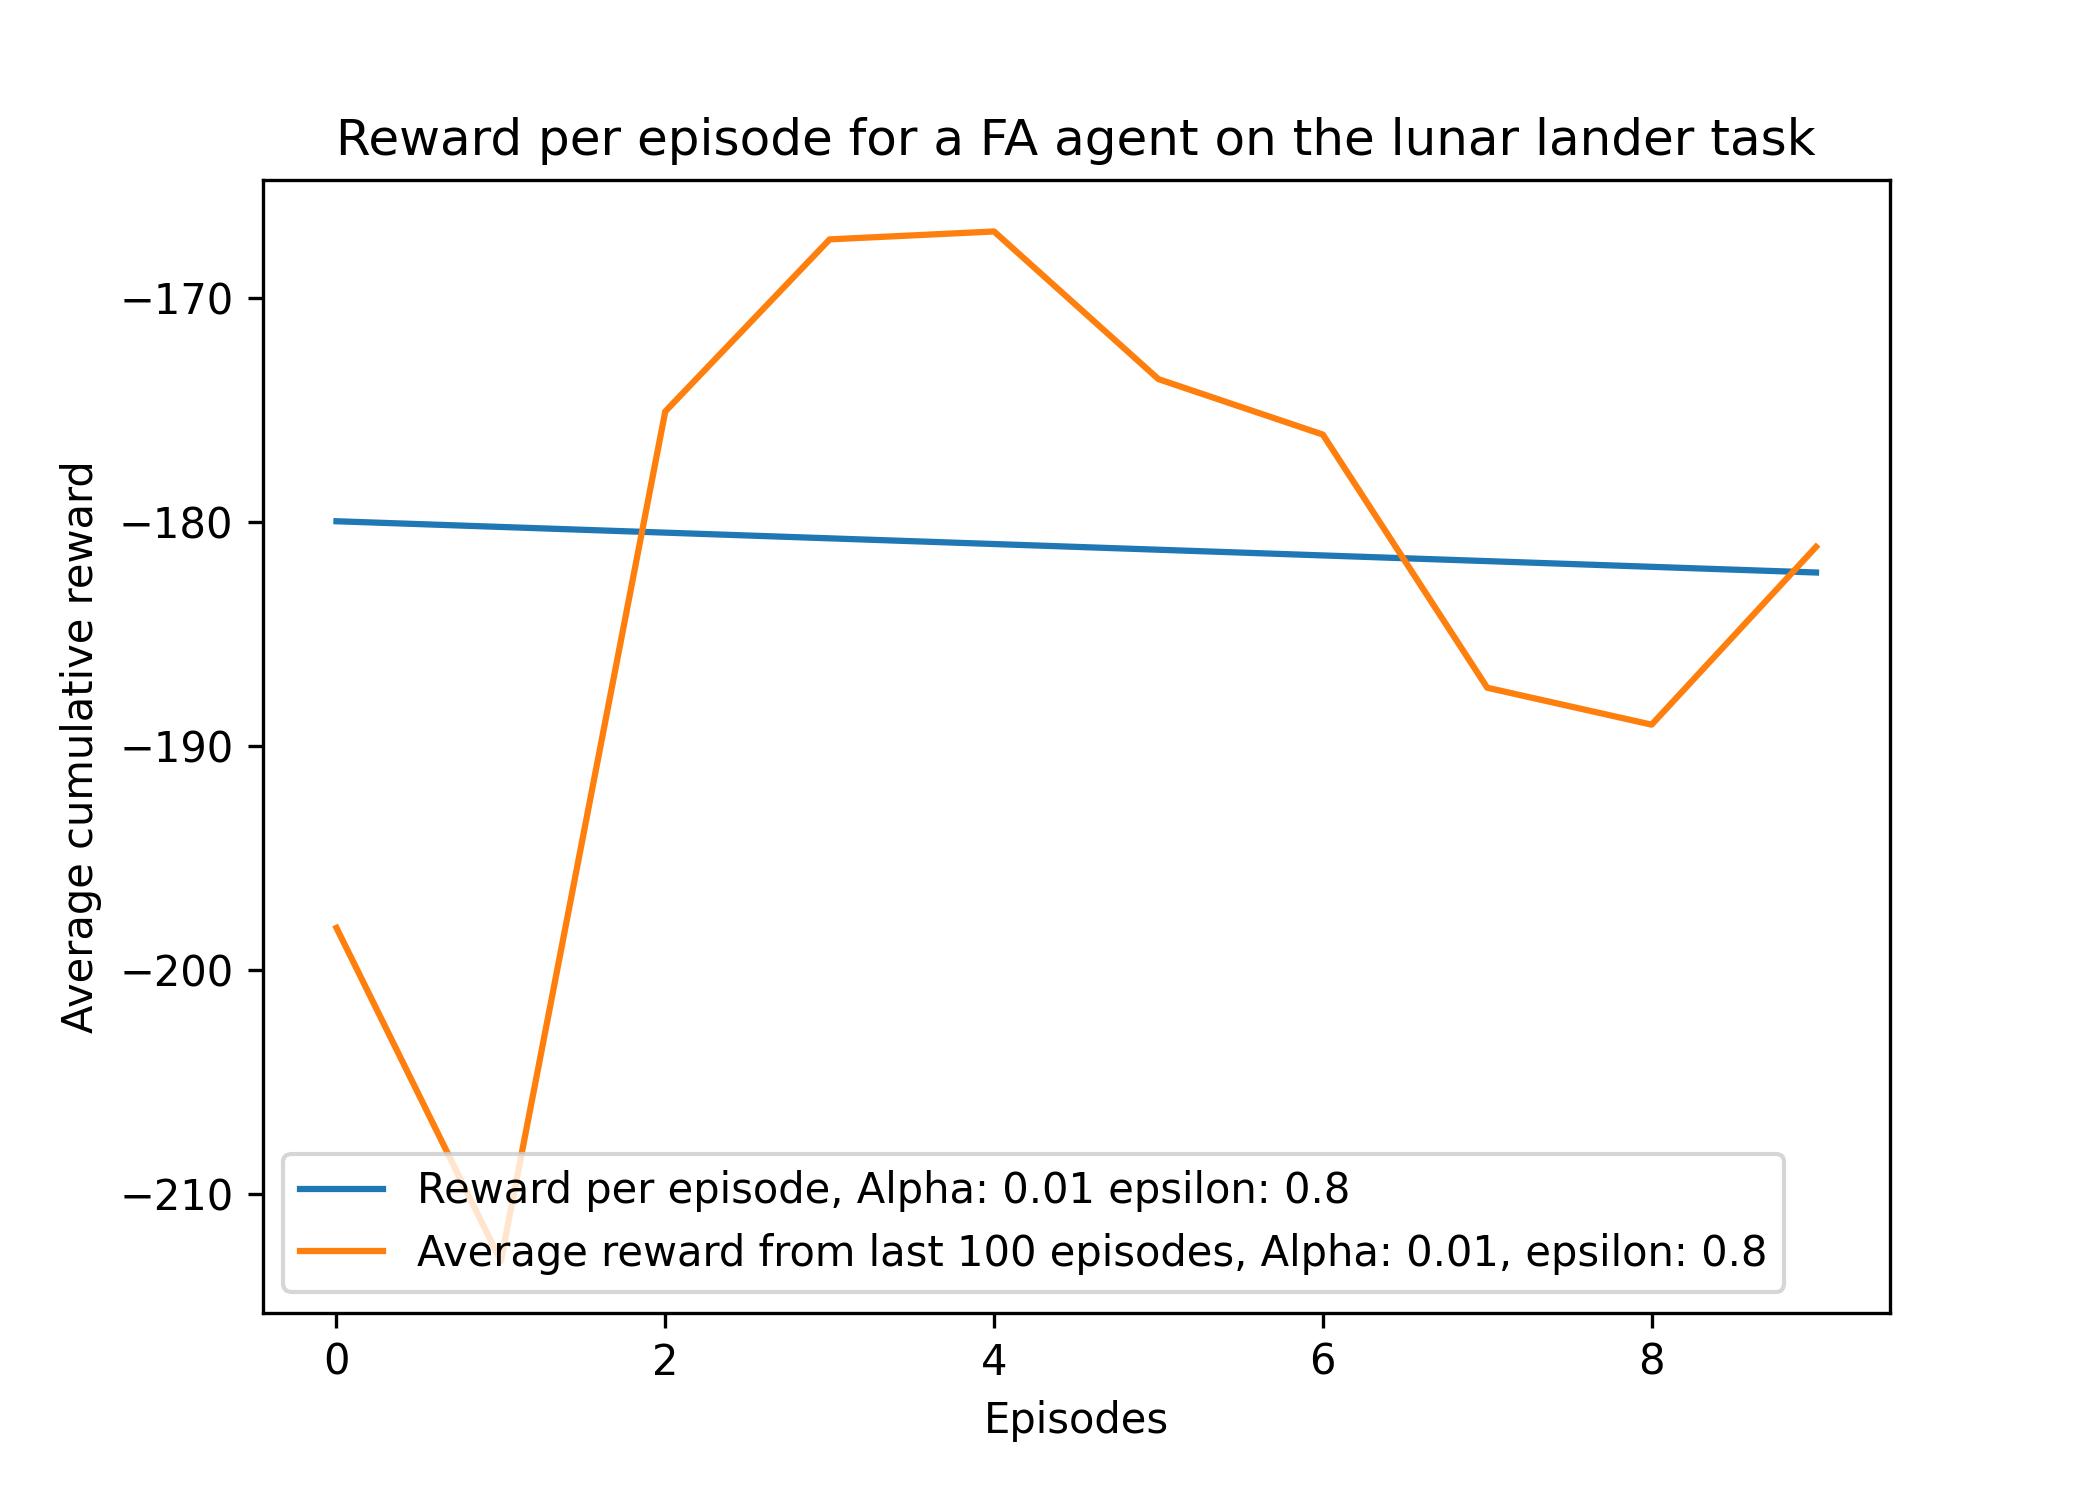 Reward per episode for a FA agent on the lunar lander task
Average cumulative reward
−170
−180
−190
−200
−210
Reward per episode, Alpha: 0.01 epsilon: 0.8
Average reward from last 100 episodes, Alpha: 0.01, epsilon: 0.8
0 2 4 6 8
Episodes